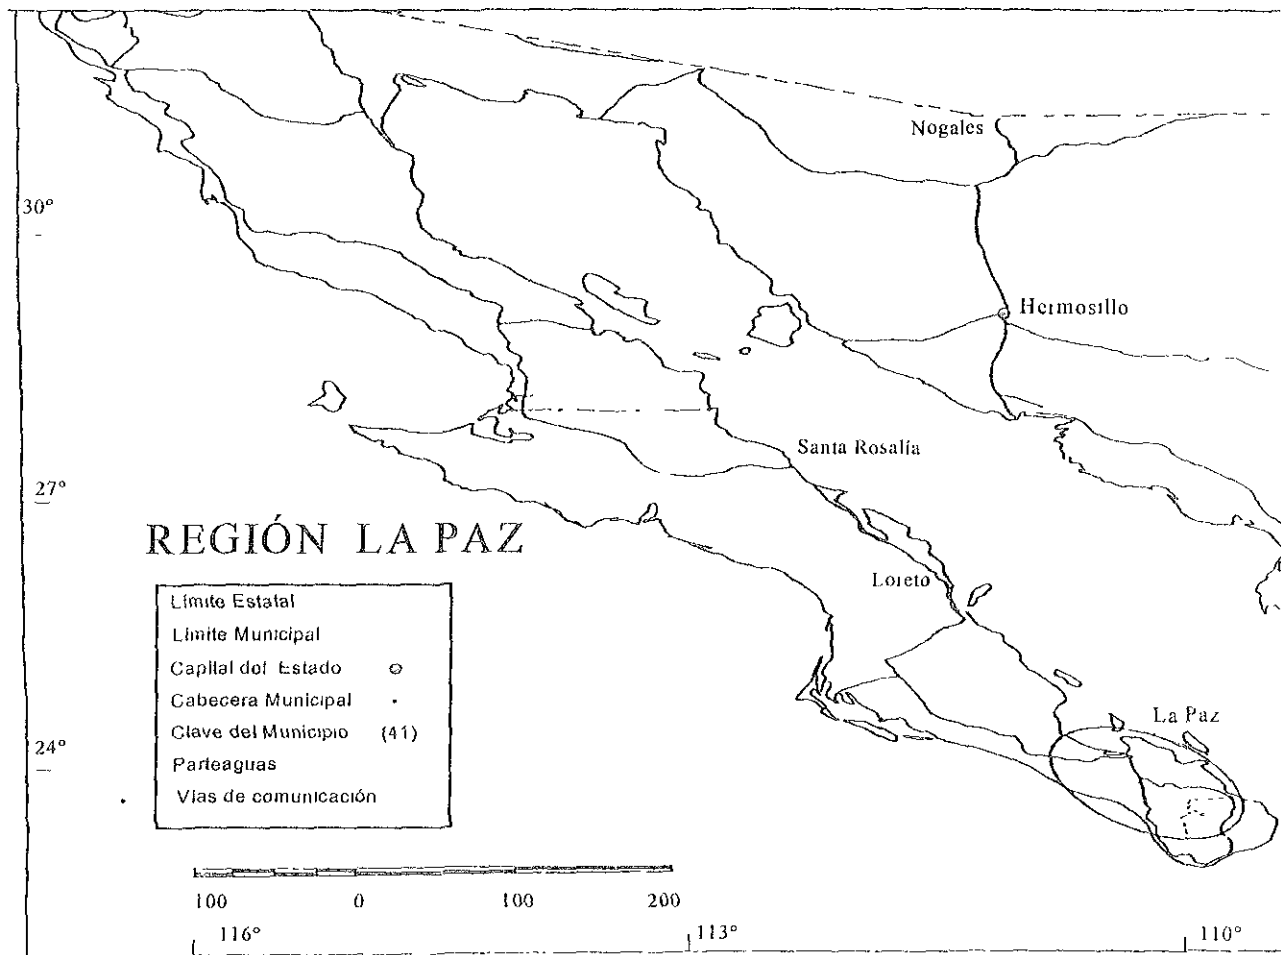 Nogales
30°
Hermosillo
Santa Rosalía
27°
REGIÓN LA PAZ
Loreto
Límite Estatal
Límite Municipal
Capital del Estado
Cabecera Municipal
Clave del Municipio (41)
Parteaguas
Vías de comunicación
La Paz
24°
100 0 100 200
116° 113° 110°